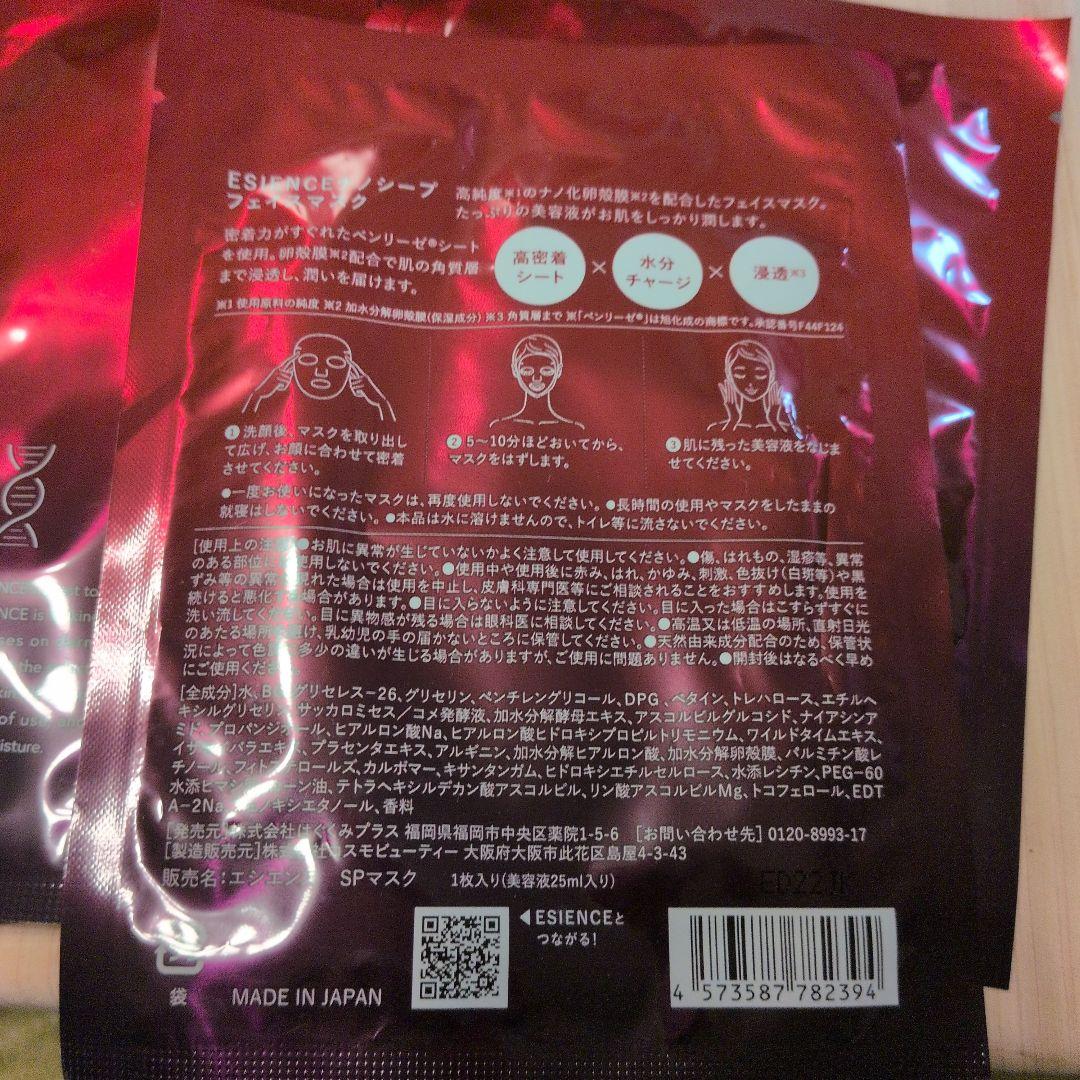 ESIENCEナノシープ
フェイスマスク
高純度※1のナノ化卵殻膜※2を配合したフェイスマスク。
たっぷりの美容液がお肌をしっかり潤します。
密着力がすぐれたベンリーゼ®シート
を使用。卵殻膜※2配合で肌の角質層
まで浸透し、潤いを届けます。
高密着
シート
×
水分
チャージ
×
浸透※3
※1 使用原料の純度 ※2 加水分解卵殻膜(保湿成分) ※3 角質層まで ※「ベンリーゼ®」は旭化成の商標です。承認番号F44F124
❶洗顔後、マスクを取り出し
て広げ、お顔に合わせて密着
させてください。
❷5〜10分ほどおいてから、
マスクをはずします。
❸肌に残った美容液をなじま
せてください。
●一度お使いになったマスクは、再度使用しないでください。●長時間の使用やマスクをしたままの
就寝はしないでください。●本品は水に溶けませんので、トイレ等に流さないでください。
[使用上の注意]●お肌に異常が生じていないかよく注意して使用してください。●傷、はれもの、湿疹等、異常
のある部位には使用しないでください。●使用中や使用後に赤み、はれ、かゆみ、刺激、色抜け(白斑等)や黒
ずみ等の異常が現れた場合は使用を中止し、皮膚科専門医等にご相談されることをおすすめします。使用を
続けると悪化する場合があります。●目に入らないように注意してください。目に入った場合はこすらずすぐに
洗い流してください。目に異物感が残る場合は眼科医に相談してください。●高温又は低温の場所、直射日光
のあたる場所を避け、乳幼児の手の届かないところに保管してください。●天然由来成分配合のため、保管状
況によって色調に多少の違いが生じる場合がありますが、ご使用に問題ありません。●開封後はなるべく早め
にご使用ください。
[全成分]水、BG、グリセレス-26、グリセリン、ペンチレングリコール、DPG、ベタイン、トレハロース、エチルヘ
キシルグリセリン、サッカロミセス/コメ発酵液、加水分解酵母エキス、アスコルビルグルコシド、ナイアシンア
ミド、プロパンジオール、ヒアルロン酸Na、ヒアルロン酸ヒドロキシプロピルトリモニウム、ワイルドタイムエキス、
イザヨイバラエキス、プラセンタエキス、アルギニン、加水分解ヒアルロン酸、加水分解卵殻膜、パルミチン酸レ
チノール、フィトステロールズ、カルボマー、キサンタンガム、ヒドロキシエチルセルロース、水添レシチン、PEG-60
水添ヒマシ油、コーン油、テトラヘキシルデカン酸アスコルビル、リン酸アスコルビルMg、トコフェロール、EDT
A-2Na、フェノキシエタノール、香料
[発売元]株式会社はぐくみプラス 福岡県福岡市中央区薬院1-5-6 [お問い合わせ先] 0120-8993-17
[製造販売元]株式会社コスモビューティー 大阪府大阪市此花区島屋4-3-43
販売名:エシエンス SPマスク 1枚入り(美容液25ml入り)
ED22
◀ESIENCEと
つながる!
袋
MADE IN JAPAN
4 573587 782394
of use and
isture.